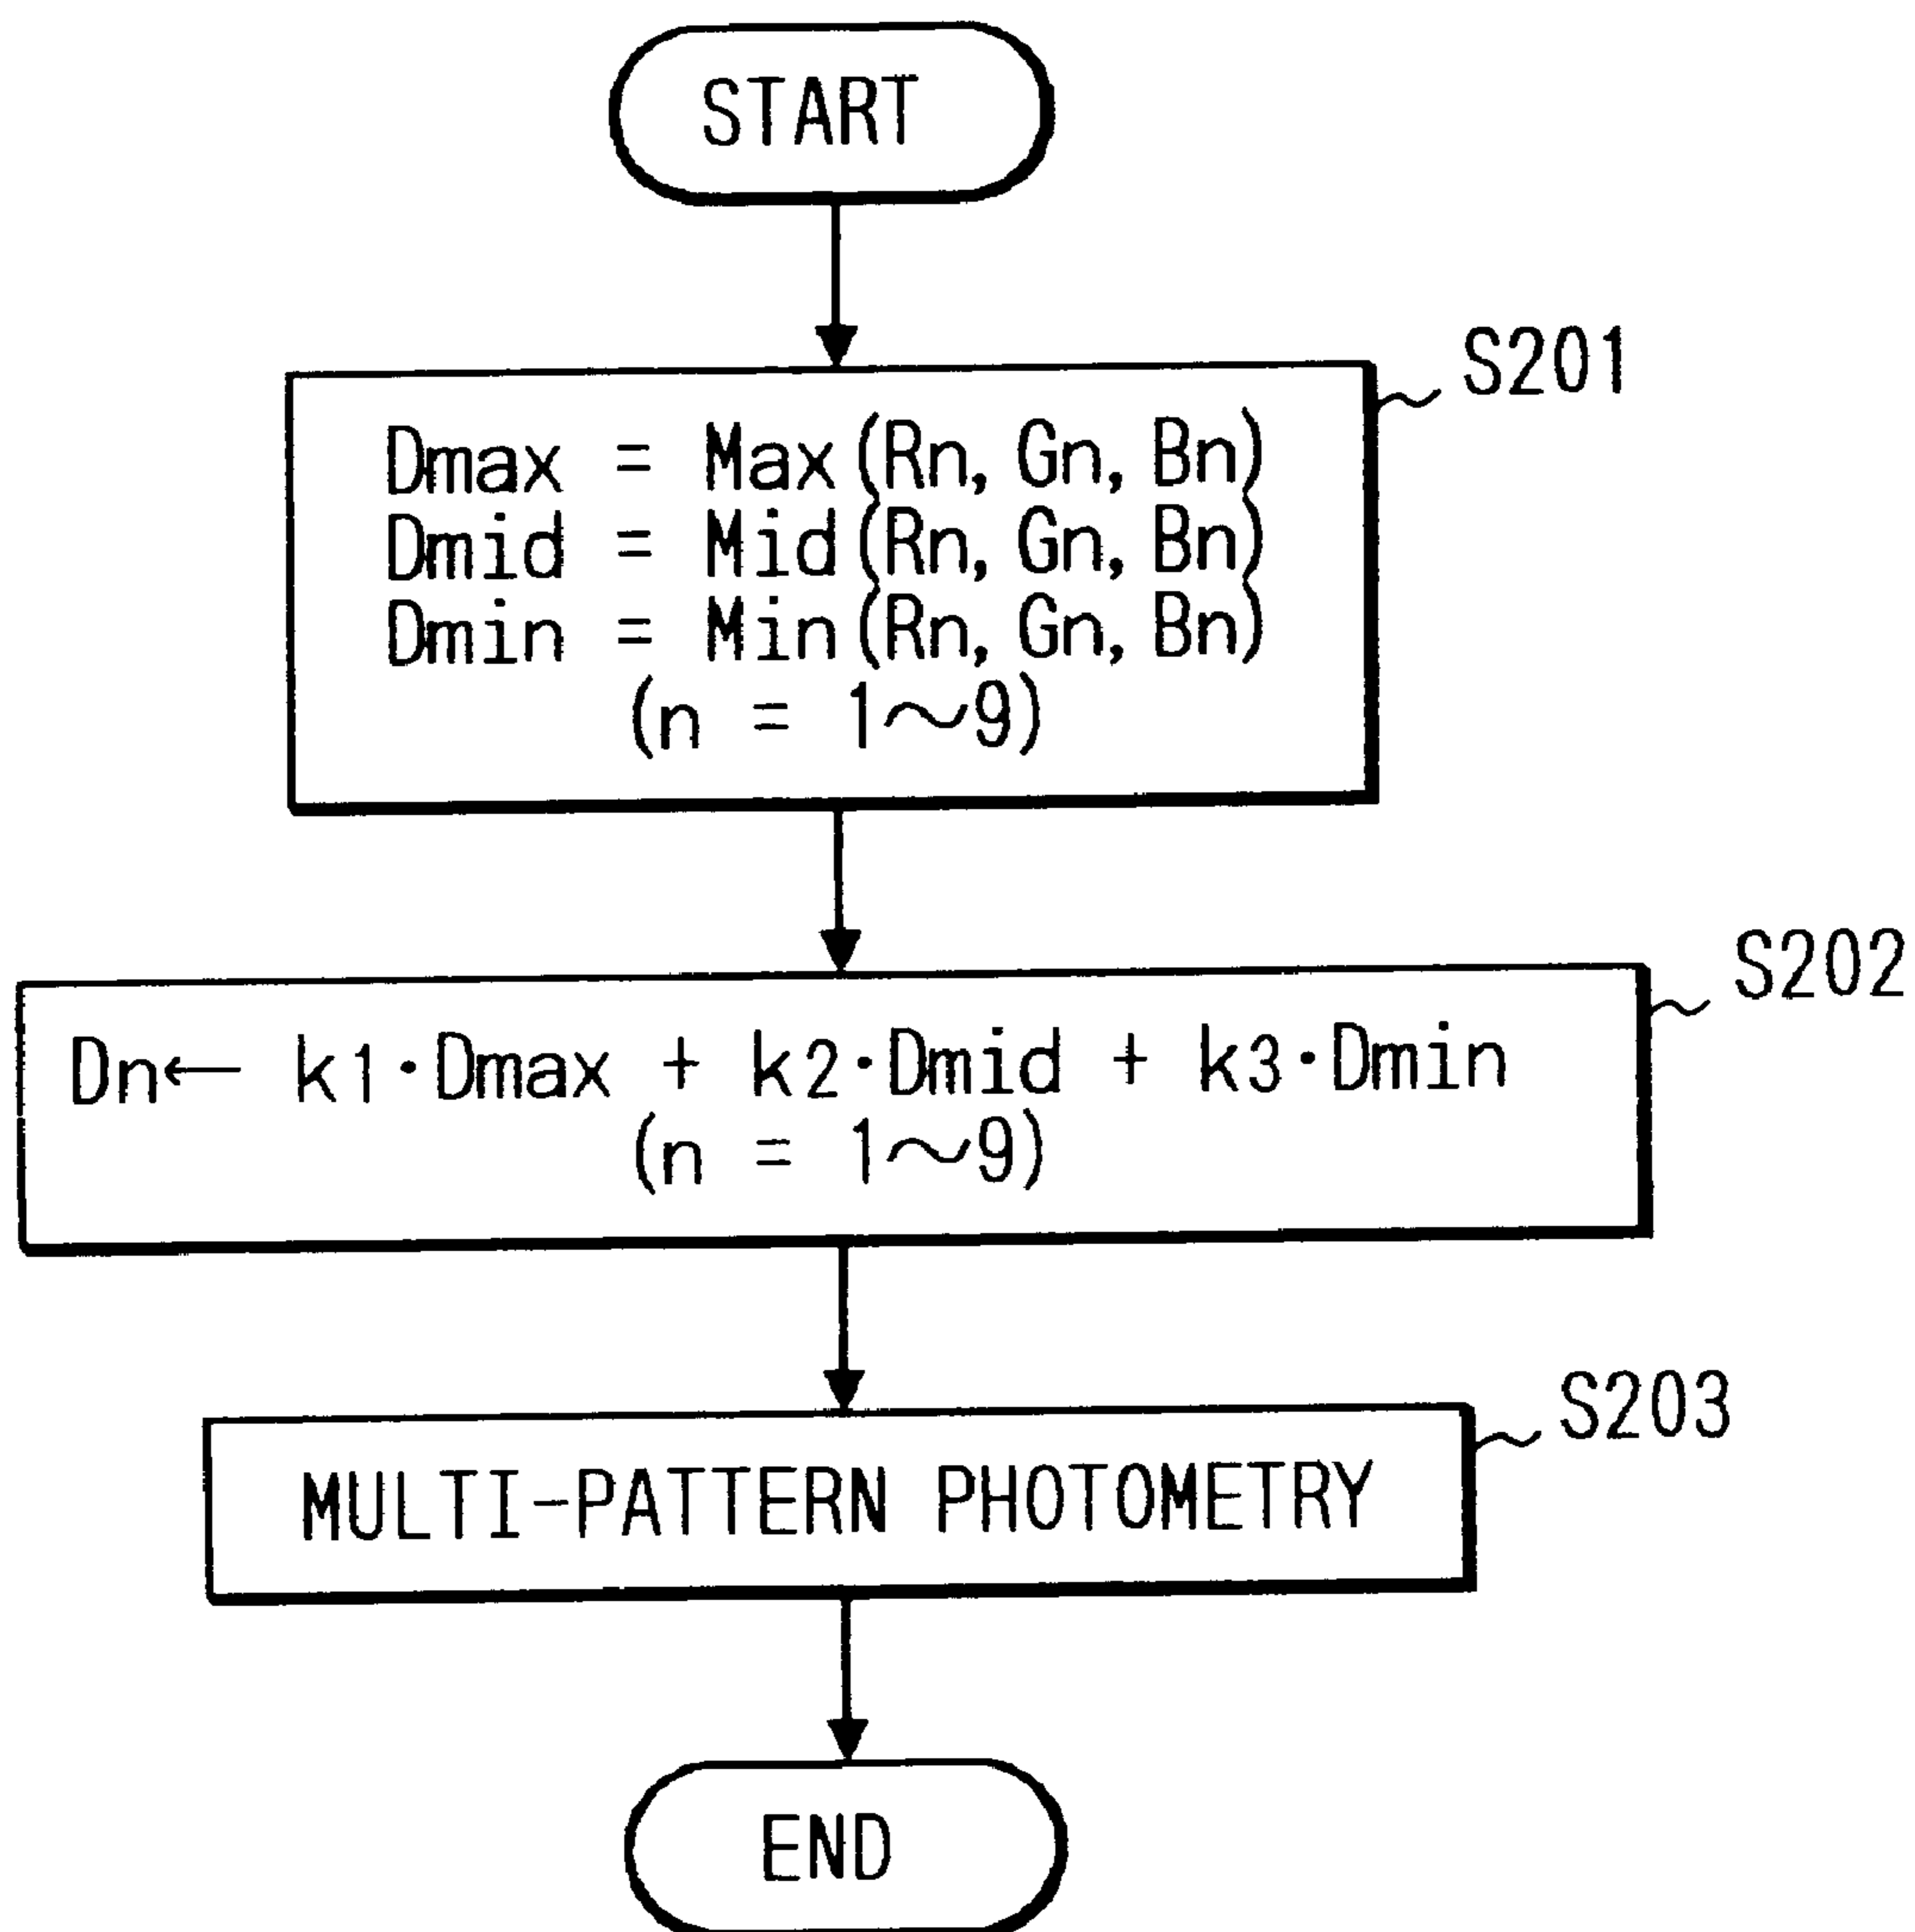 START
S201
Dmax = Max(Rn, Gn, Bn)
Dmid = Mid(Rn, Gn, Bn)
Dmin = Min(Rn, Gn, Bn)
(n = 1～9)
S202
Dn← k1·Dmax + k2·Dmid + k3·Dmin
(n = 1～9)
S203
MULTI-PATTERN PHOTOMETRY
END